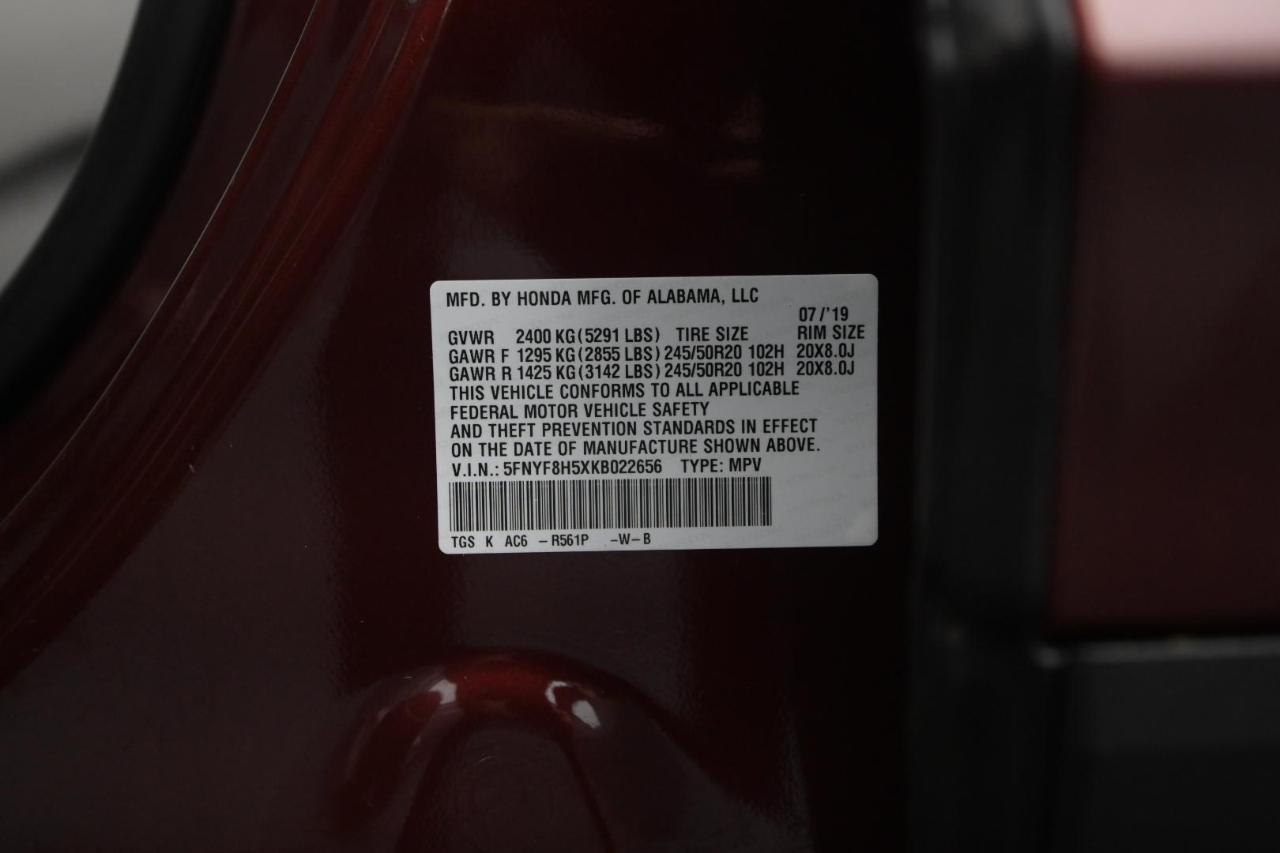 MFD. BY HONDA MFG. OF ALABAMA, LLC
07/'19
GVWR 2400 KG(5291 LBS) TIRE SIZE RIM SIZE
GAWR F 1295 KG(2855 LBS) 245/50R20 102H 20X8.0J
GAWR R 1425 KG(3142 LBS) 245/50R20 102H 20X8.0J
THIS VEHICLE CONFORMS TO ALL APPLICABLE
FEDERAL MOTOR VEHICLE SAFETY
AND THEFT PREVENTION STANDARDS IN EFFECT
ON THE DATE OF MANUFACTURE SHOWN ABOVE.
V.I.N.: 5FNYF8H5XKB022656 TYPE: MPV
TGS K AC6 -R561P -W-B